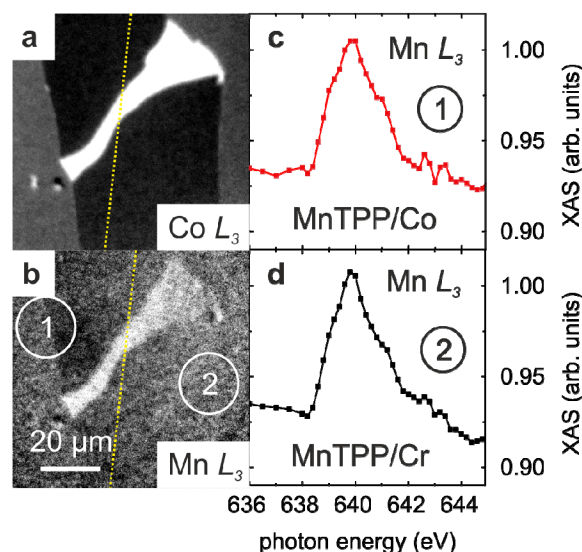 a
Co L3
b
1
2
20 µm
Mn L3
c
Mn L3
1
MnTPP/Co
1.00
0.95
0.90
XAS (arb. units)
d
Mn L3
2
MnTPP/Cr
1.00
0.95
0.90
XAS (arb. units)
636 638 640 642 644
photon energy (eV)